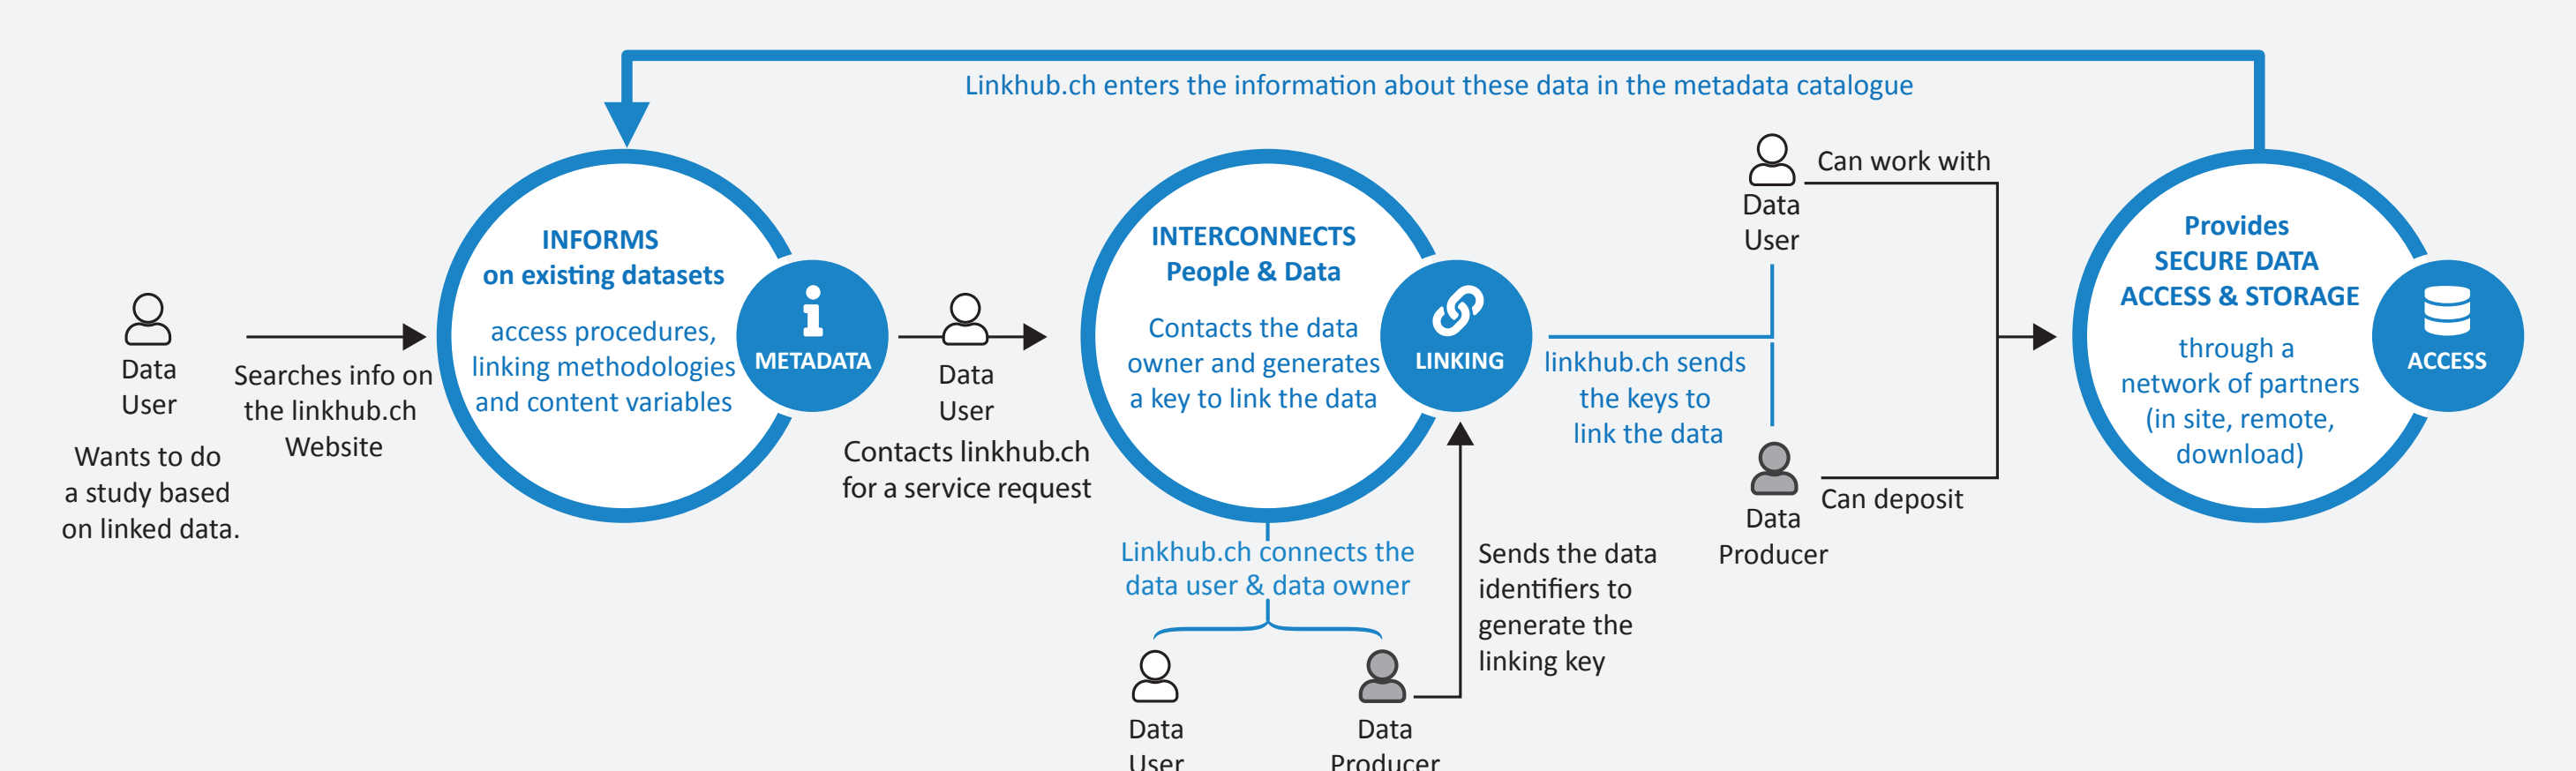 Linkhub.ch enters the information about these data in the metadata catalogue
Data
User
Wants to do
a study based
on linked data.
Searches info on
the linkhub.ch
Website
INFORMS
on existing datasets
access procedures,
linking methodologies
and content variables
METADATA
Data
User
Contacts linkhub.ch
for a service request
INTERCONNECTS
People & Data
Contacts the data
owner and generates
a key to link the data
LINKING
Linkhub.ch connects the
data user & data owner
Data
User
Data
Producer
Sends the data
identifiers to
generate the
linking key
linkhub.ch sends
the keys to
link the data
Data
User
Can work with
Data
Producer
Can deposit
Provides
SECURE DATA
ACCESS & STORAGE
through a
network of partners
(in site, remote,
download)
ACCESS